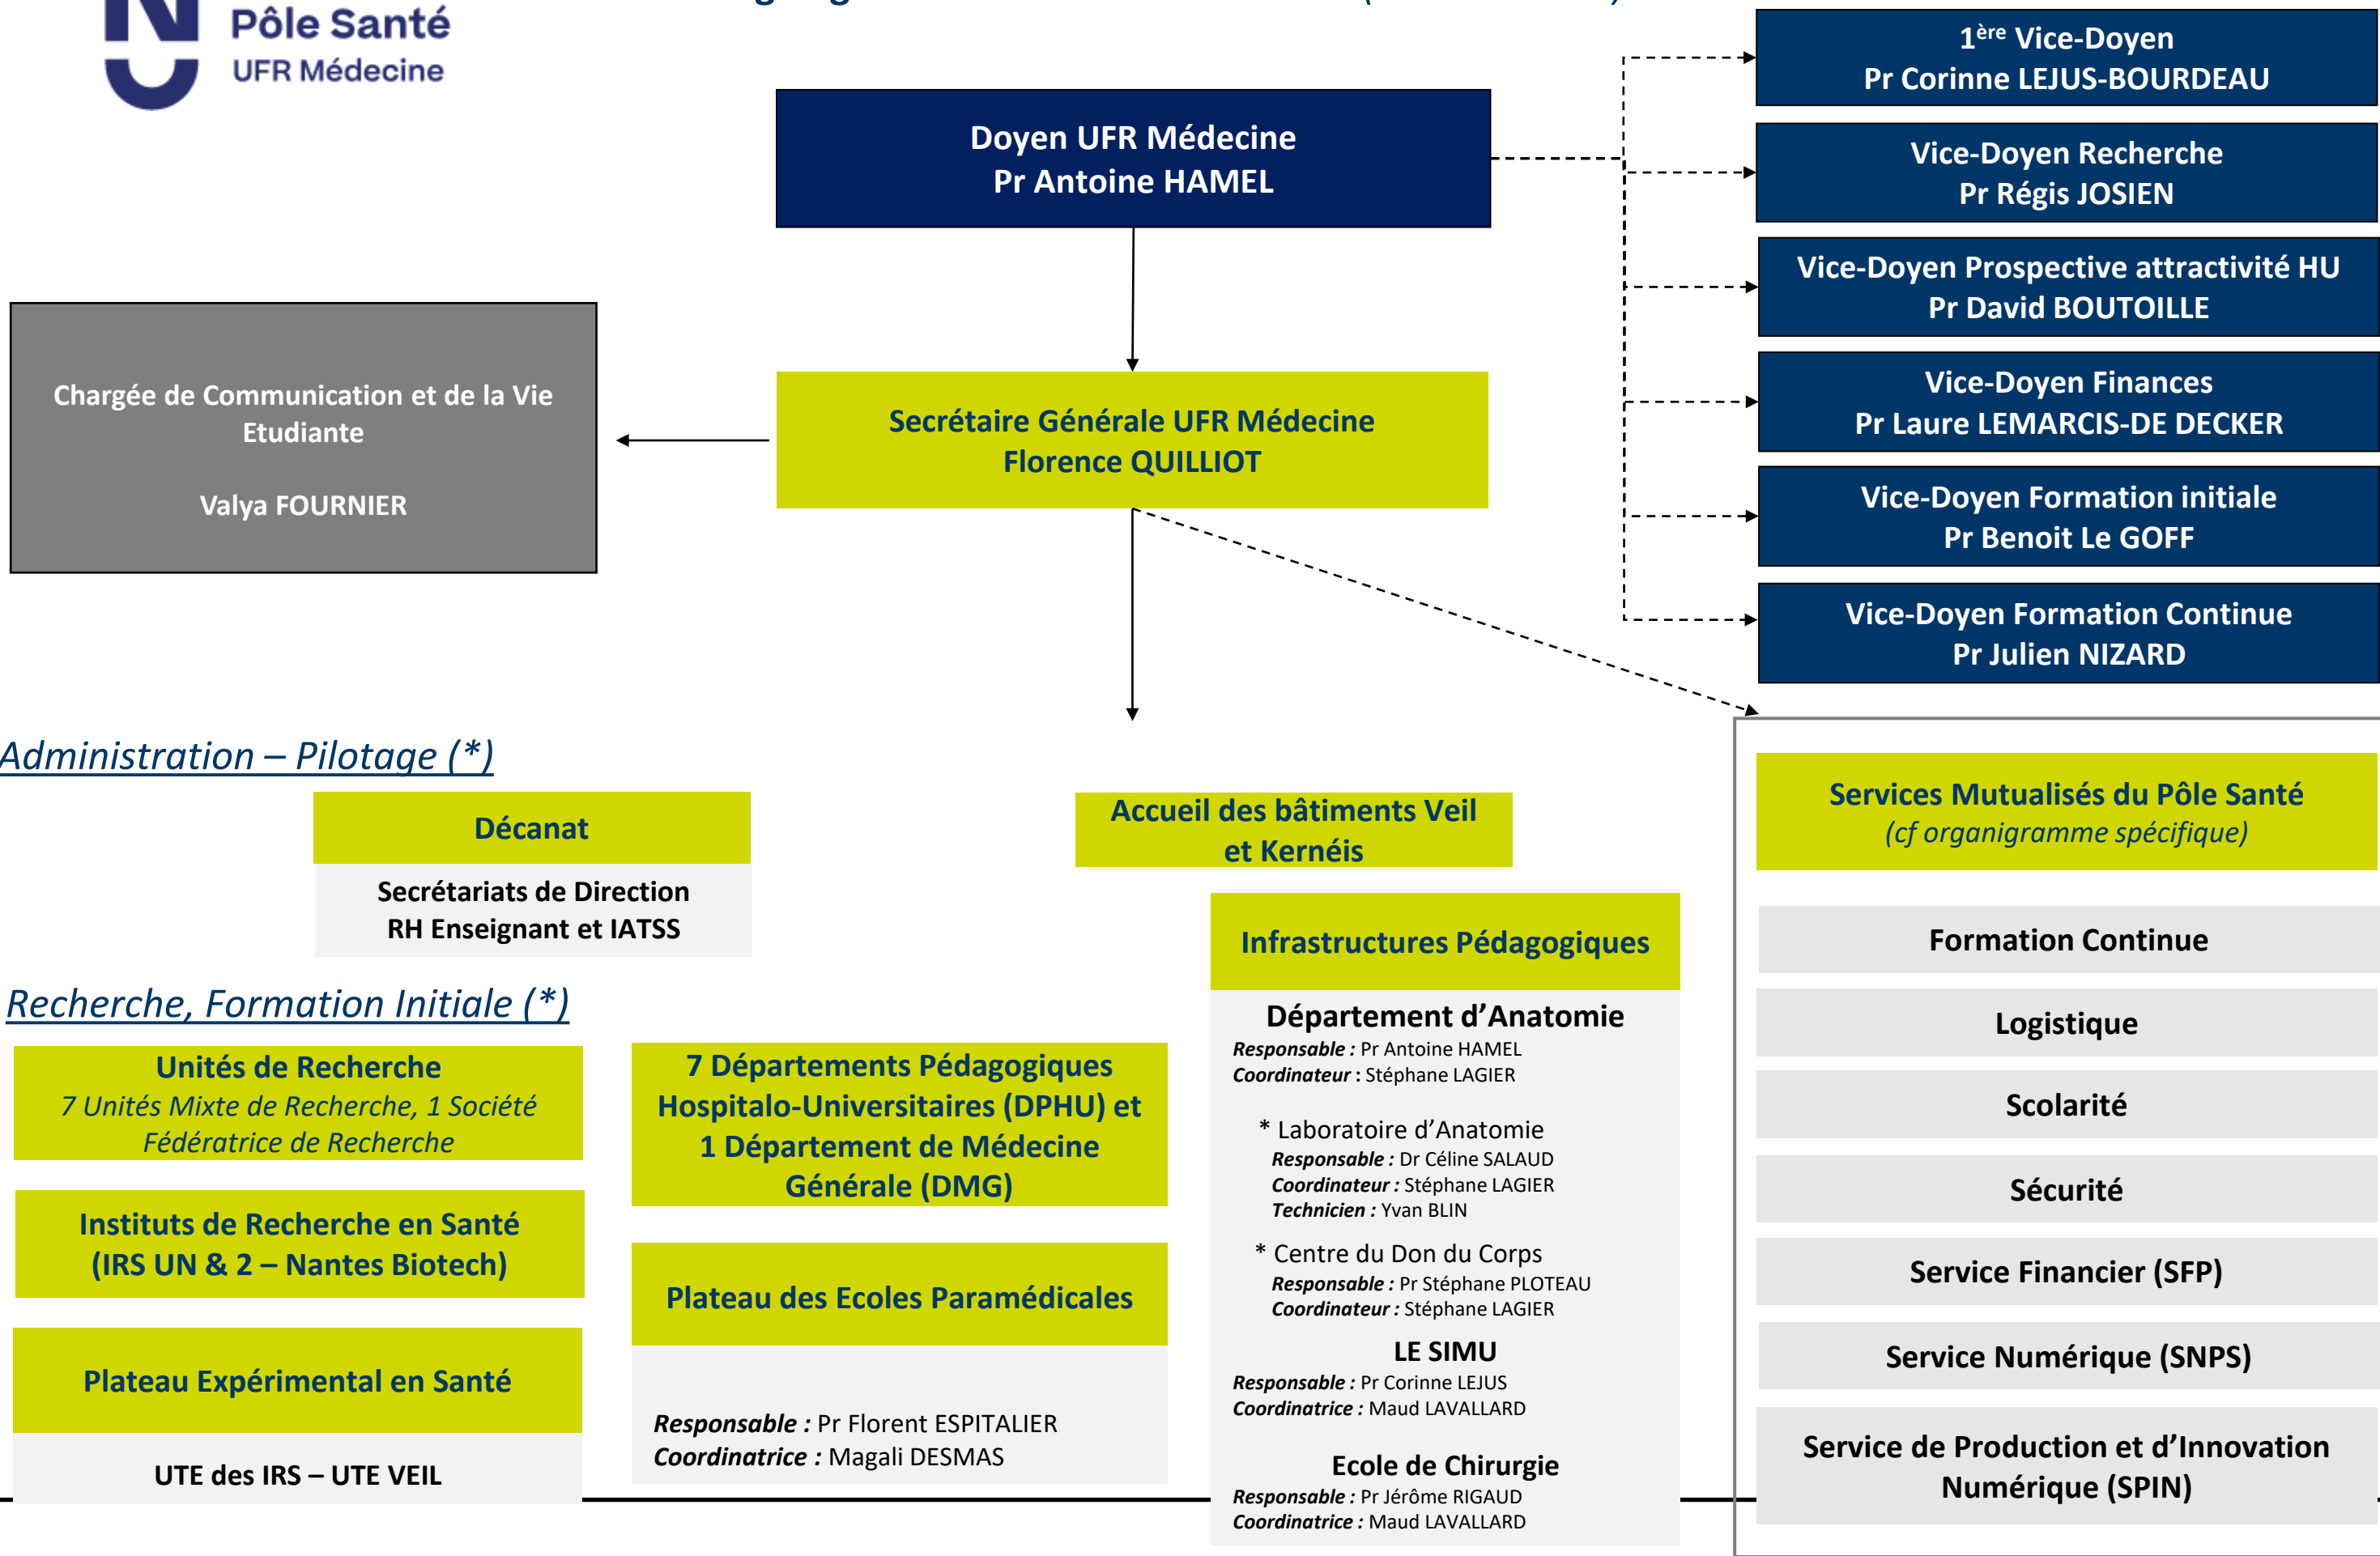 Pôle Santé
UFR Médecine
1ère Vice-Doyen
Pr Corinne LEJUS-BOURDEAU
Doyen UFR Médecine
Pr Antoine HAMEL
Vice-Doyen Recherche
Pr Régis JOSIEN
Vice-Doyen Prospective attractivité HU
Pr David BOUTOILLE
Chargée de Communication et de la Vie
Etudiante
Valya FOURNIER
Secrétaire Générale UFR Médecine
Florence QUILLIOT
Vice-Doyen Finances
Pr Laure LEMARCIS-DE DECKER
Vice-Doyen Formation initiale
Pr Benoit Le GOFF
Vice-Doyen Formation Continue
Pr Julien NIZARD
Administration – Pilotage (*)
Décanat
Secrétariats de Direction
RH Enseignant et IATSS
Accueil des bâtiments Veil
et Kernéis
Recherche, Formation Initiale (*)
Unités de Recherche
7 Unités Mixte de Recherche, 1 Société
Fédératrice de Recherche
Instituts de Recherche en Santé
(IRS UN & 2 – Nantes Biotech)
Plateau Expérimental en Santé
UTE des IRS – UTE VEIL
7 Départements Pédagogiques
Hospitalo-Universitaires (DPHU) et
1 Département de Médecine
Générale (DMG)
Plateau des Ecoles Paramédicales
Responsable : Pr Florent ESPITALIER
Coordinatrice : Magali DESMAS
Infrastructures Pédagogiques
Département d’Anatomie
Responsable : Pr Antoine HAMEL
Coordinateur : Stéphane LAGIER
* Laboratoire d’Anatomie
Responsable : Dr Céline SALAUD
Coordinateur : Stéphane LAGIER
Technicien : Yvan BLIN
* Centre du Don du Corps
Responsable : Pr Stéphane PLOTEAU
Coordinateur : Stéphane LAGIER
LE SIMU
Responsable : Pr Corinne LEJUS
Coordinatrice : Maud LAVALLARD
Ecole de Chirurgie
Responsable : Pr Jérôme RIGAUD
Coordinatrice : Maud LAVALLARD
Services Mutualisés du Pôle Santé
(cf organigramme spécifique)
Formation Continue
Logistique
Scolarité
Sécurité
Service Financier (SFP)
Service Numérique (SNPS)
Service de Production et d’Innovation
Numérique (SPIN)